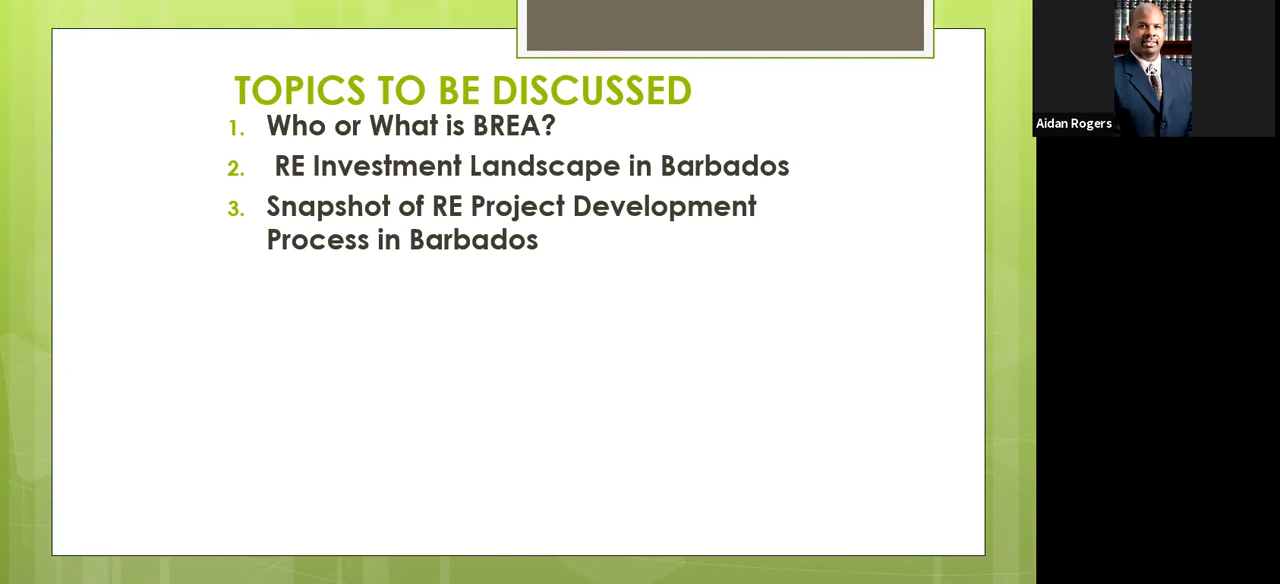 TOPICS TO BE DISCUSSED
1. Who or What is BREA?
2. RE Investment Landscape in Barbados
3. Snapshot of RE Project Development
Process in Barbados
Aidan Rogers